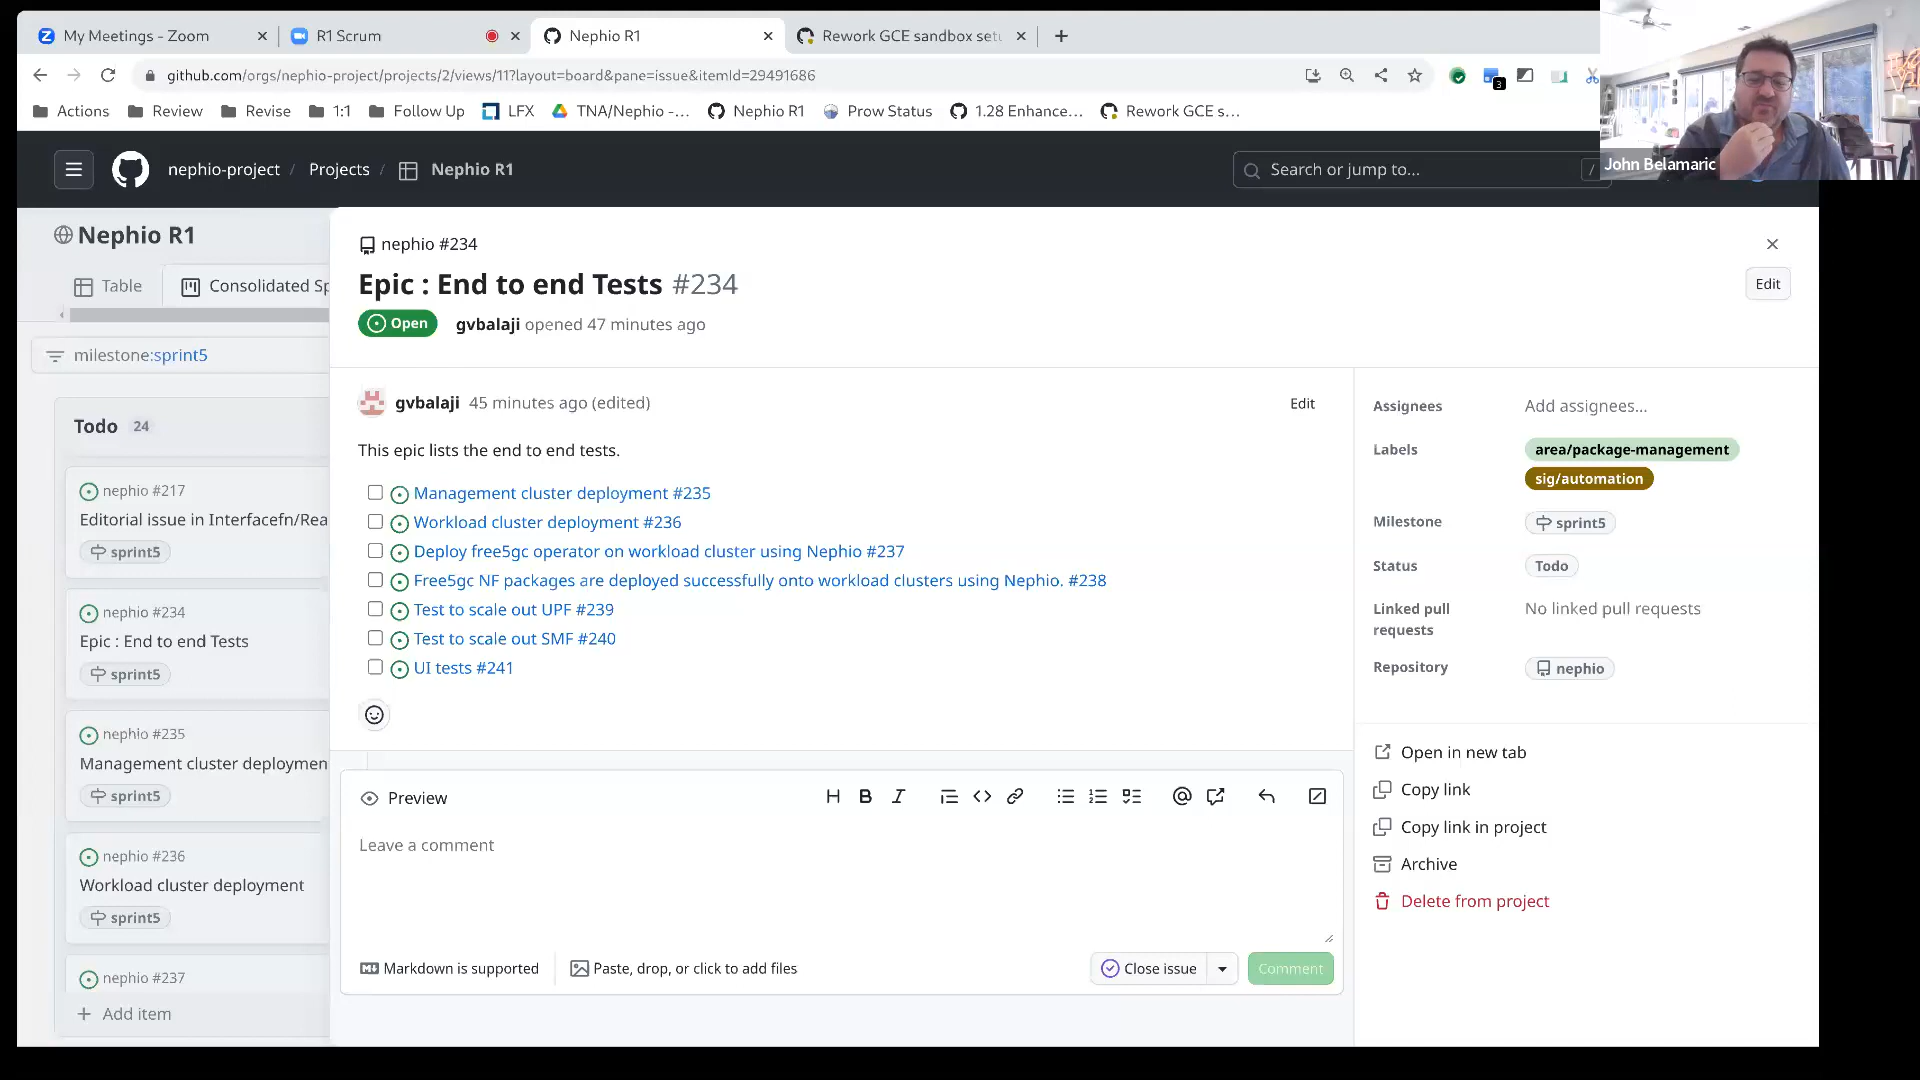 My Meetings - Zoom
R1 Scrum
Nephio R1
Rework GCE sandbox setu
github.com/orgs/nephio-project/projects/2/views/11?layout=board&pane=issue&itemId=29491686
3
Actions
Review
Revise
1:1
Follow Up
LFX
TNA/Nephio -...
Nephio R1
Prow Status
1.28 Enhance...
Rework GCE s...
John Belamaric
nephio-project / Projects / Nephio R1
Search or jump to...
/
Nephio R1
Table
Consolidated Sp
milestone:sprint5
Todo 24
nephio #217
Editorial issue in Interfacefn/Rea
sprint5
nephio #234
Epic : End to end Tests
sprint5
nephio #235
Management cluster deploymen
sprint5
nephio #236
Workload cluster deployment
sprint5
nephio #237
+ Add item
nephio #234
Epic : End to end Tests #234
Edit
Open
gvbalaji opened 47 minutes ago
gvbalaji 45 minutes ago (edited)
Edit
This epic lists the end to end tests.
Management cluster deployment #235
Workload cluster deployment #236
Deploy free5gc operator on workload cluster using Nephio #237
Free5gc NF packages are deployed successfully onto workload clusters using Nephio. #238
Test to scale out UPF #239
Test to scale out SMF #240
UI tests #241
Preview
Leave a comment
Markdown is supported
Paste, drop, or click to add files
Close issue
Comment
Assignees
Add assignees...
Labels
area/package-management
sig/automation
Milestone
sprint5
Status
Todo
Linked pull requests
No linked pull requests
Repository
nephio
Open in new tab
Copy link
Copy link in project
Archive
Delete from project